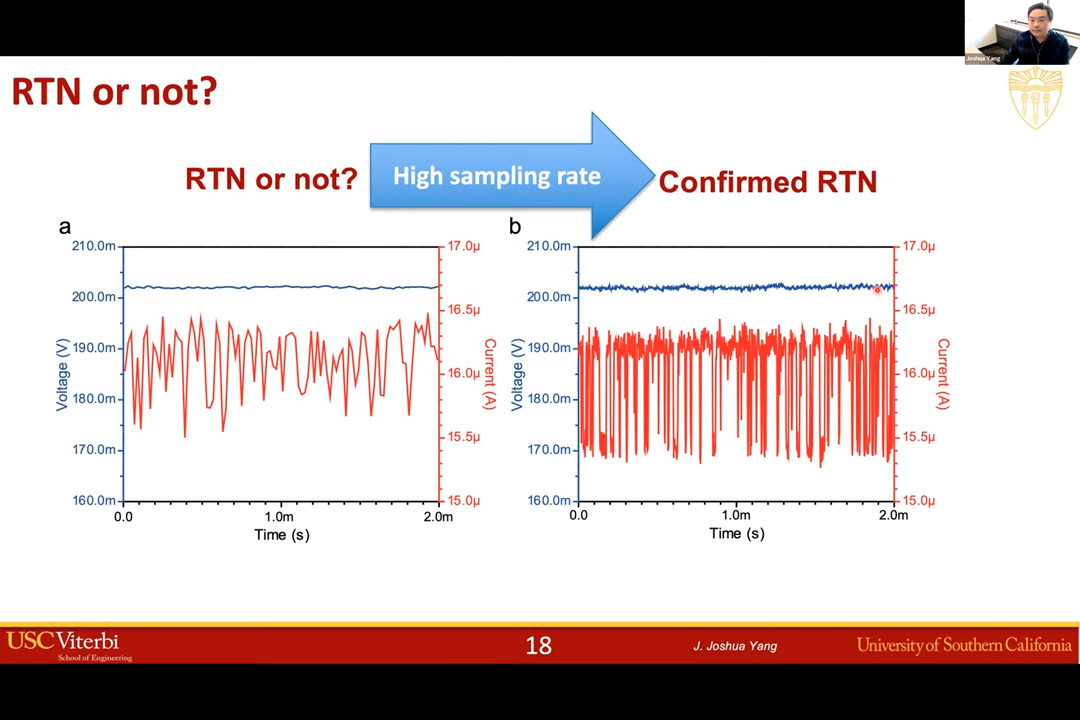 Joshua Yang
RTN or not?
RTN or not?
High sampling rate
Confirmed RTN
a
b
210.0m
200.0m
190.0m
180.0m
170.0m
160.0m
Voltage (V)
17.0µ
16.5µ
16.0µ
15.5µ
15.0µ
Current (A)
0.0
1.0m
2.0m
Time (s)
210.0m
200.0m
190.0m
180.0m
170.0m
160.0m
Voltage (V)
17.0µ
16.5µ
16.0µ
15.5µ
15.0µ
Current (A)
0.0
1.0m
2.0m
Time (s)
USC Viterbi
School of Engineering
18
J. Joshua Yang
University of Southern California